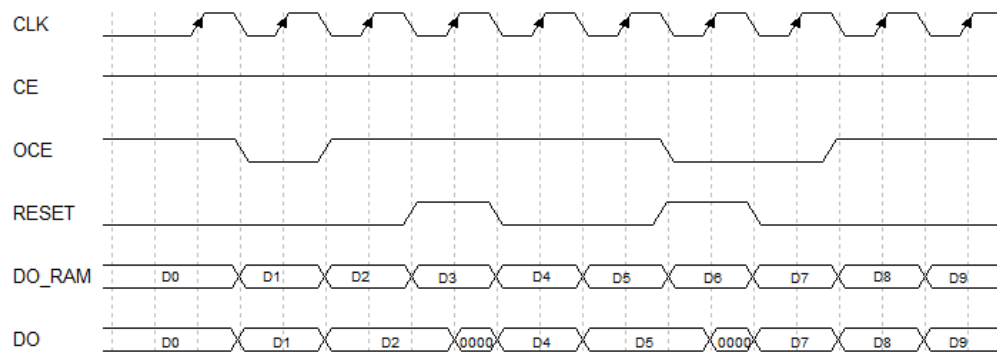 CLK
CE
OCE
RESET
DO_RAM D0 D1 D2 D3 D4 D5 D6 D7 D8 D9
DO D0 D1 D2 0000 D4 D5 0000 D7 D8 D9